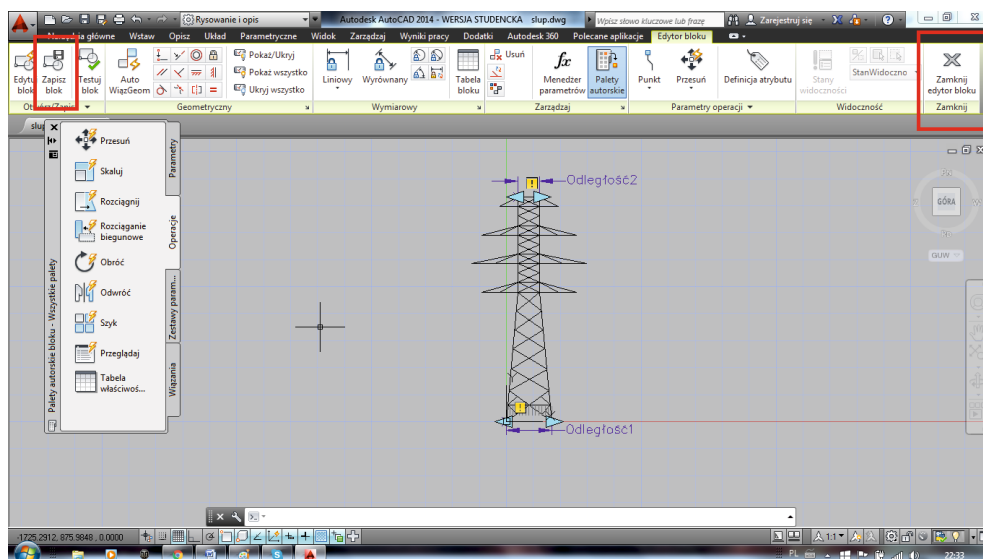 Rysowanie i opis
Autodesk AutoCAD 2014 - WERSJA STUDENCKA slup.dwg
Wpisz słowo kluczowe lub frazę
Zarejestruj się
Narzędzia główne Wstaw Opisz Układ Parametryczne Widok Zarządzaj Wyniki pracy Dodatki Autodesk 360 Polecane aplikacje Edytor bloku
Edytuj blok
Zapisz blok
Testuj blok
Auto WiązGeom
Pokaż/Ukryj
Pokaż wszystko
Ukryj wszystko
Liniowy
Wyrównany
Tabela bloku
Usuń
Menedżer parametrów
Palety autorskie
Punkt
Przesuń
Definicja atrybutu
Stany widoczności
StanWidoczno
Zamknij edytor bloku
Otwórz/Zapisz
Geometryczny
Wymiarowy
Zarządzaj
Parametry operacji
Widoczność
Zamknij
Przesuń
Skaluj
Rozciągnij
Rozciąganie biegunowe
Obróć
Odwróć
Szyk
Przeglądaj
Tabela właściwoś...
Parametry
Operacje
Zestawy param...
Wiązania
Palety autorskie bloku - Wszystkie palety
Odległość2
Odległość1
GÓRA
GUW
-1725.2912, 875.9848 , 0.0000
1:1
PL
22:33